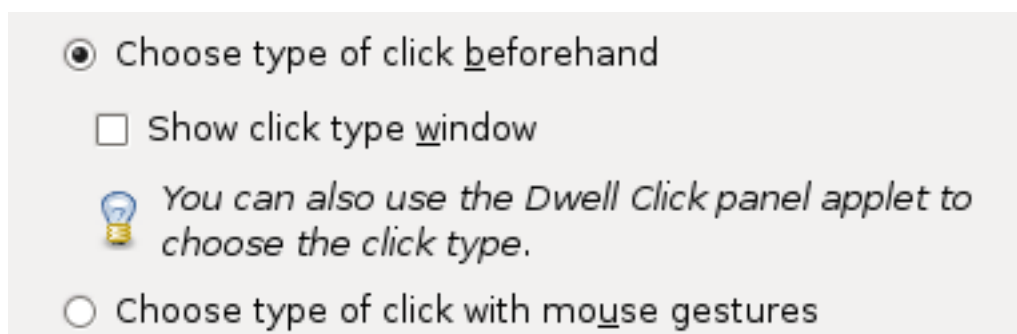 Choose type of click beforehand
Show click type window
You can also use the Dwell Click panel applet to
choose the click type.
Choose type of click with mouse gestures